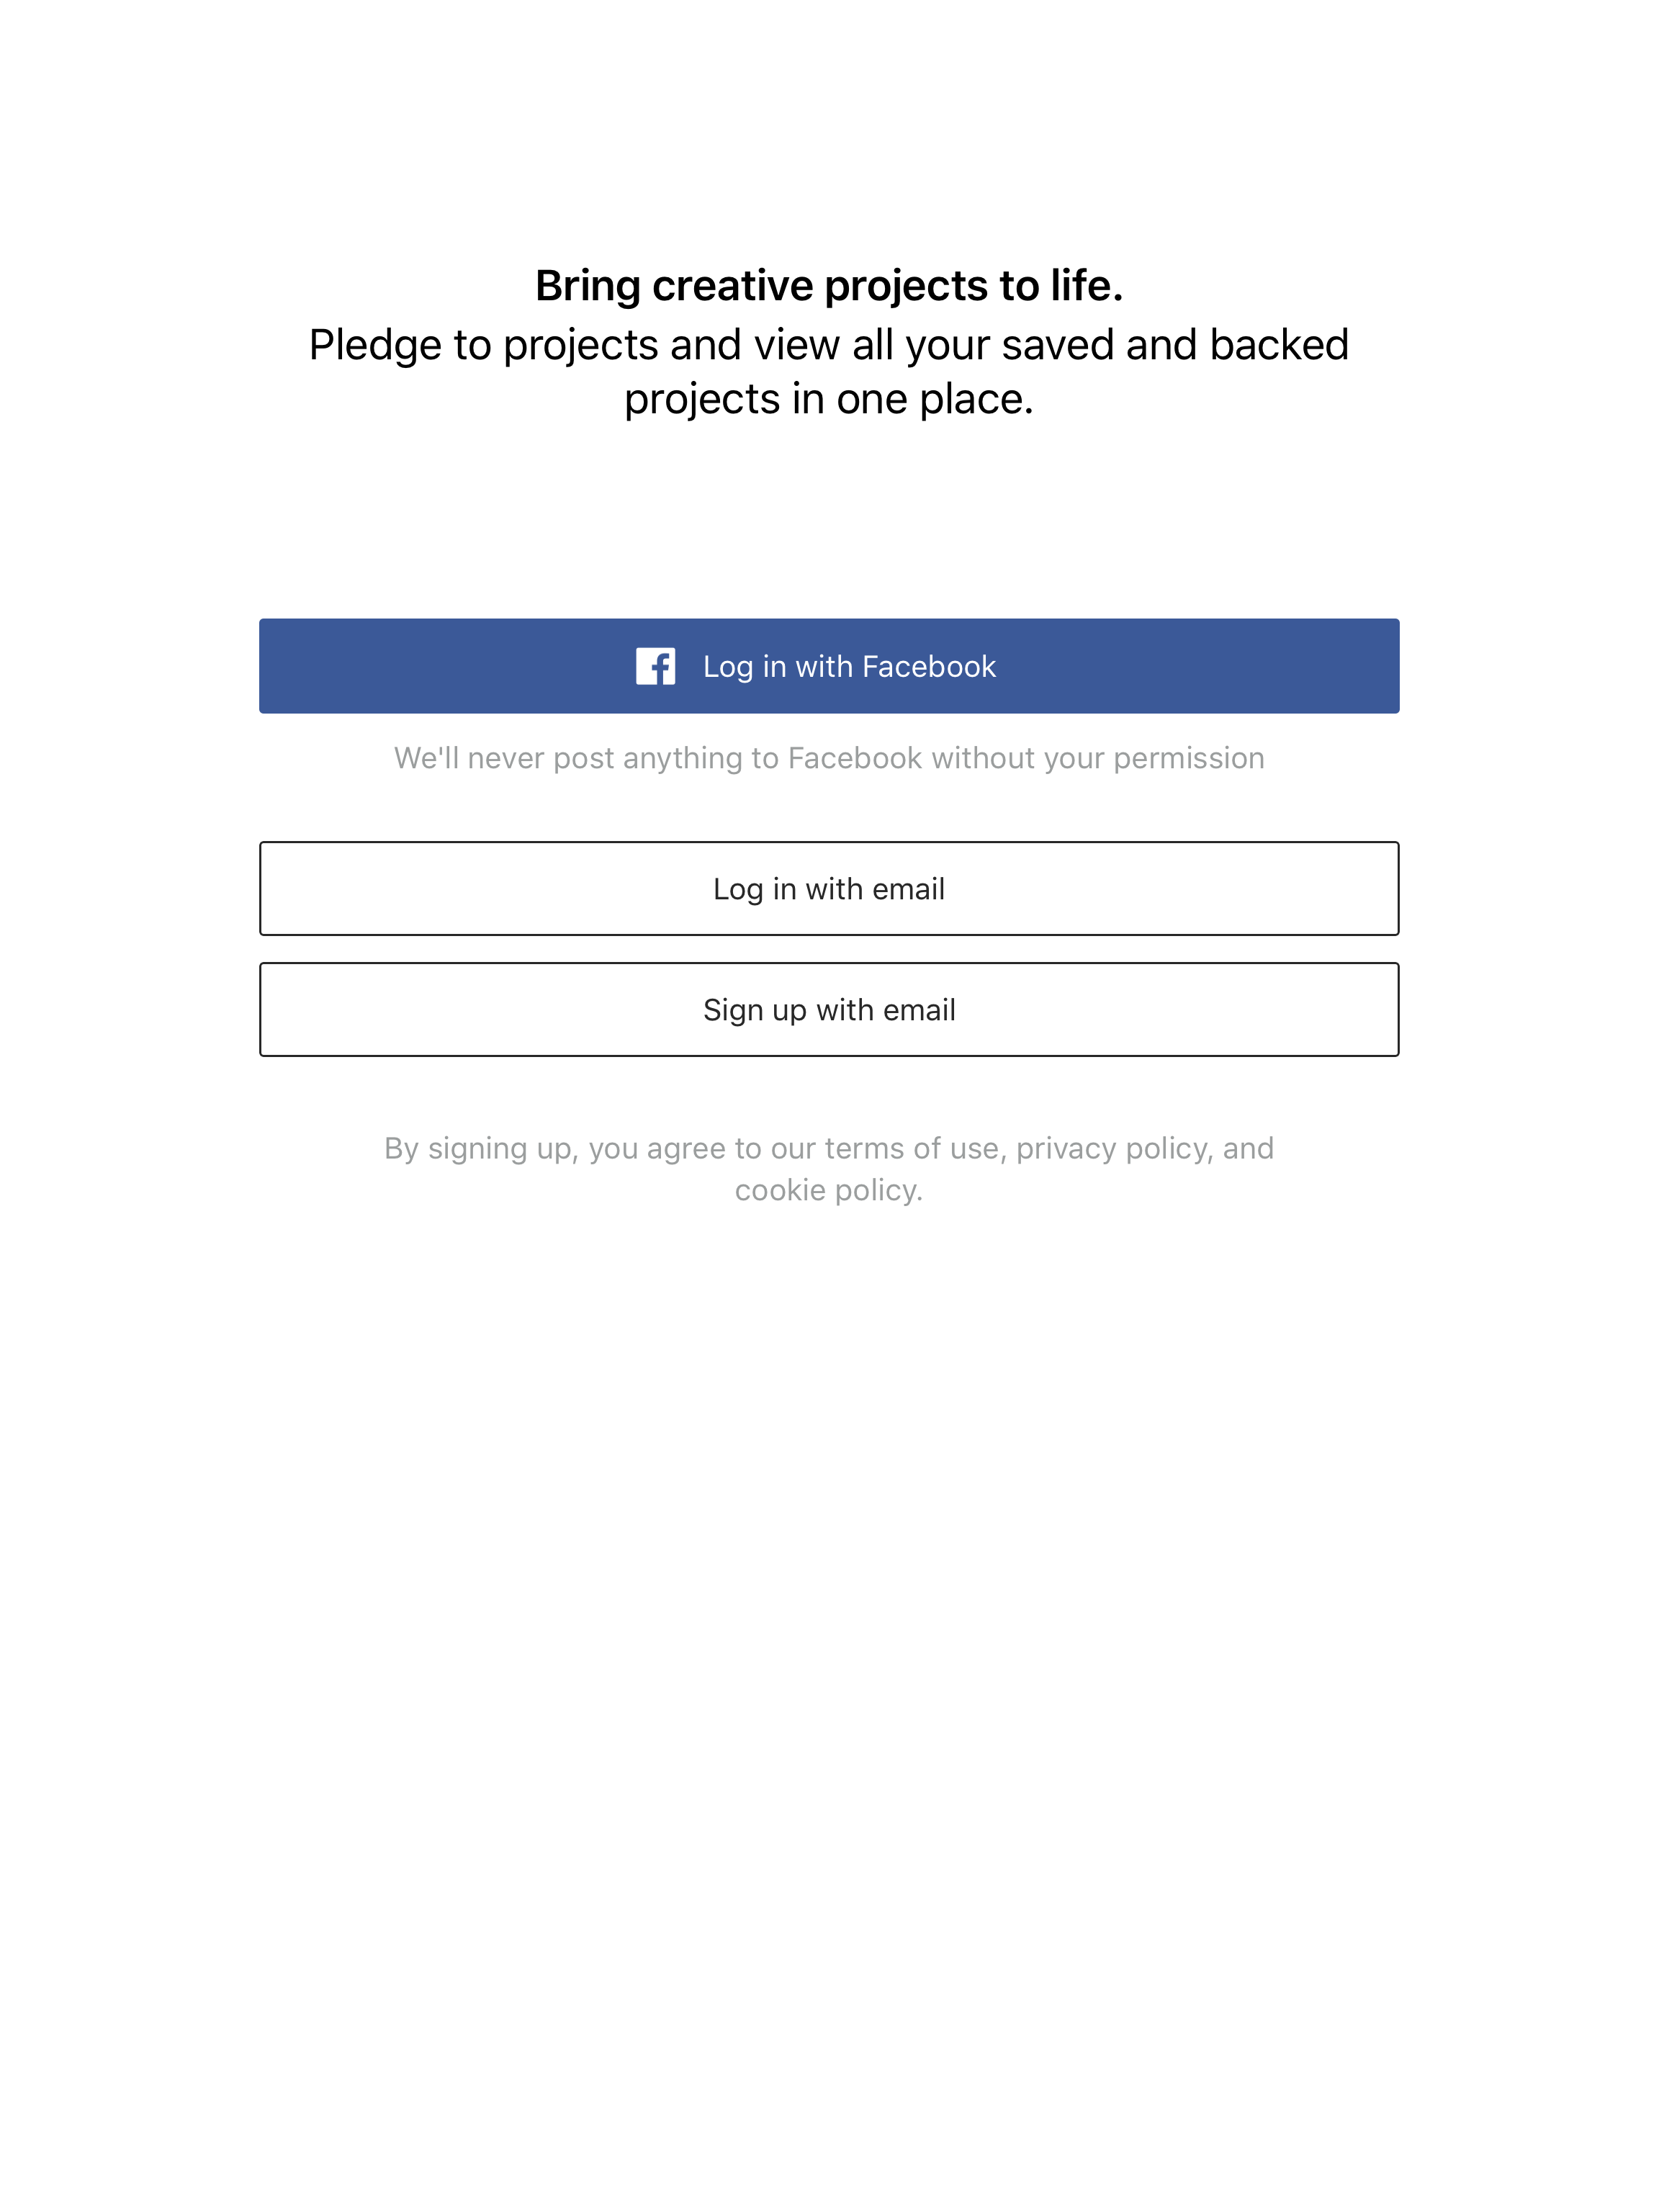 Bring creative projects to life.
Pledge to projects and view all your saved and backed
projects in one place.
Log in with Facebook
We'll never post anything to Facebook without your permission
Log in with email
Sign up with email
By signing up, you agree to our terms of use, privacy policy, and
cookie policy.